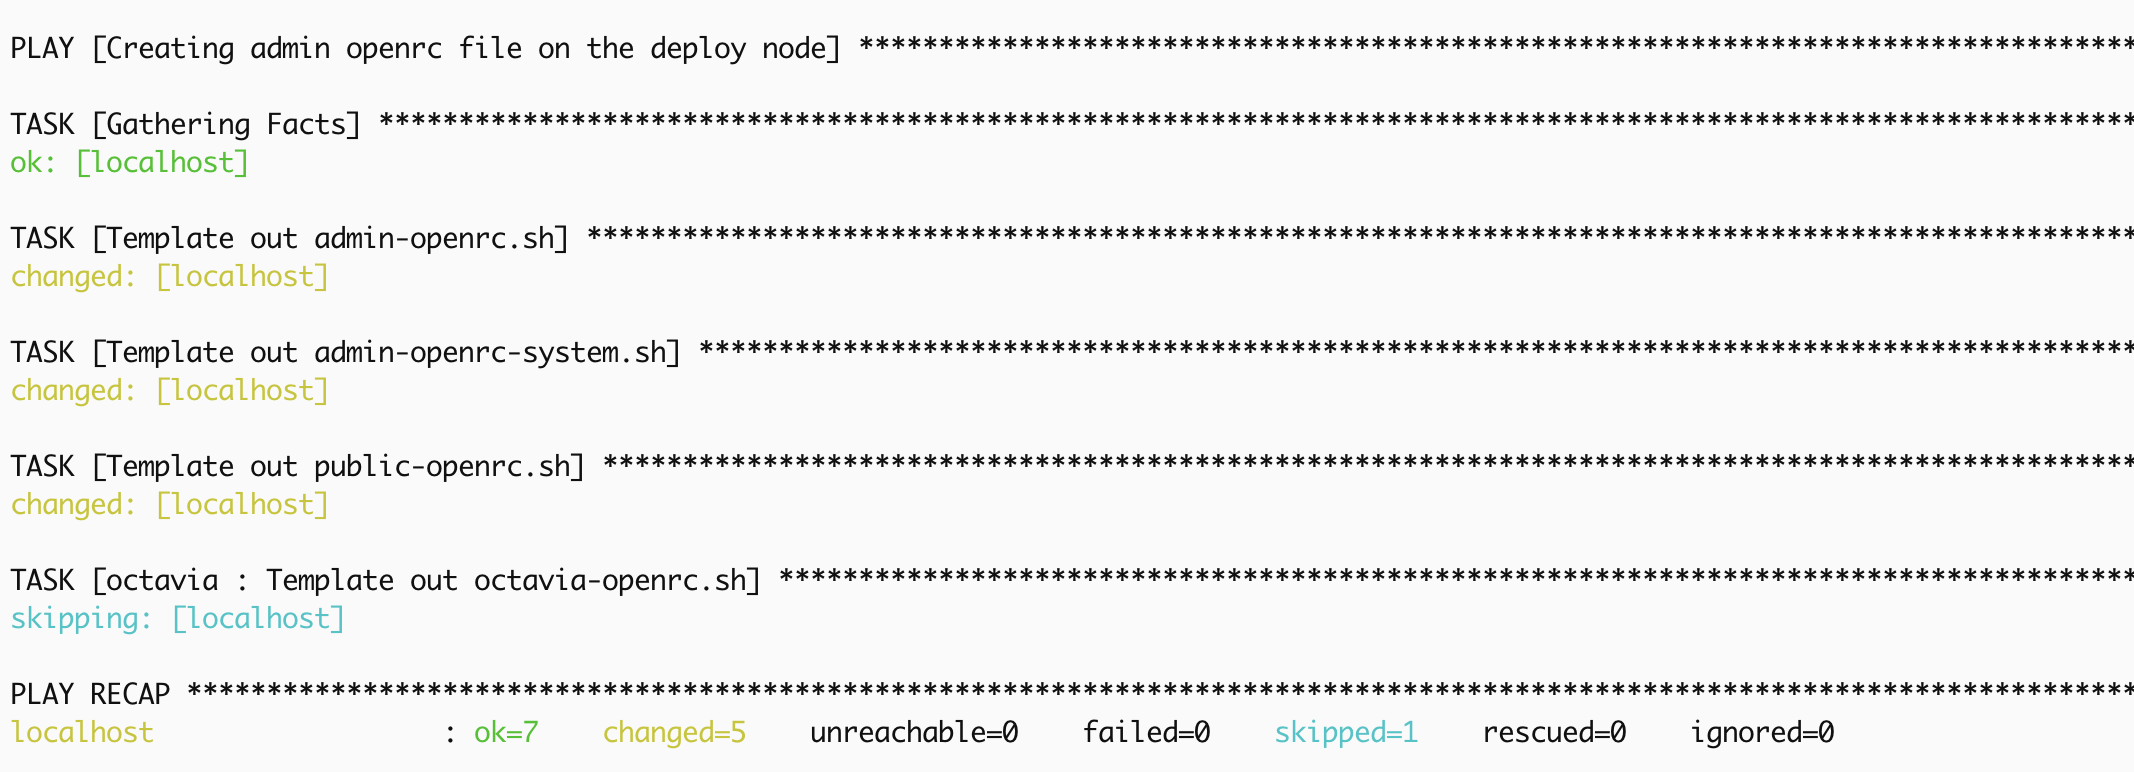 PLAY [Creating admin openrc file on the deploy node] ********************************************************************************
TASK [Gathering Facts] **************************************************************************************************************
ok: [localhost]
TASK [Template out admin-openrc.sh] *************************************************************************************************
changed: [localhost]
TASK [Template out admin-openrc-system.sh] ******************************************************************************************
changed: [localhost]
TASK [Template out public-openrc.sh] ************************************************************************************************
changed: [localhost]
TASK [octavia : Template out octavia-openrc.sh] *************************************************************************************
skipping: [localhost]
PLAY RECAP **************************************************************************************************************************
localhost                  : ok=7    changed=5    unreachable=0    failed=0    skipped=1    rescued=0    ignored=0